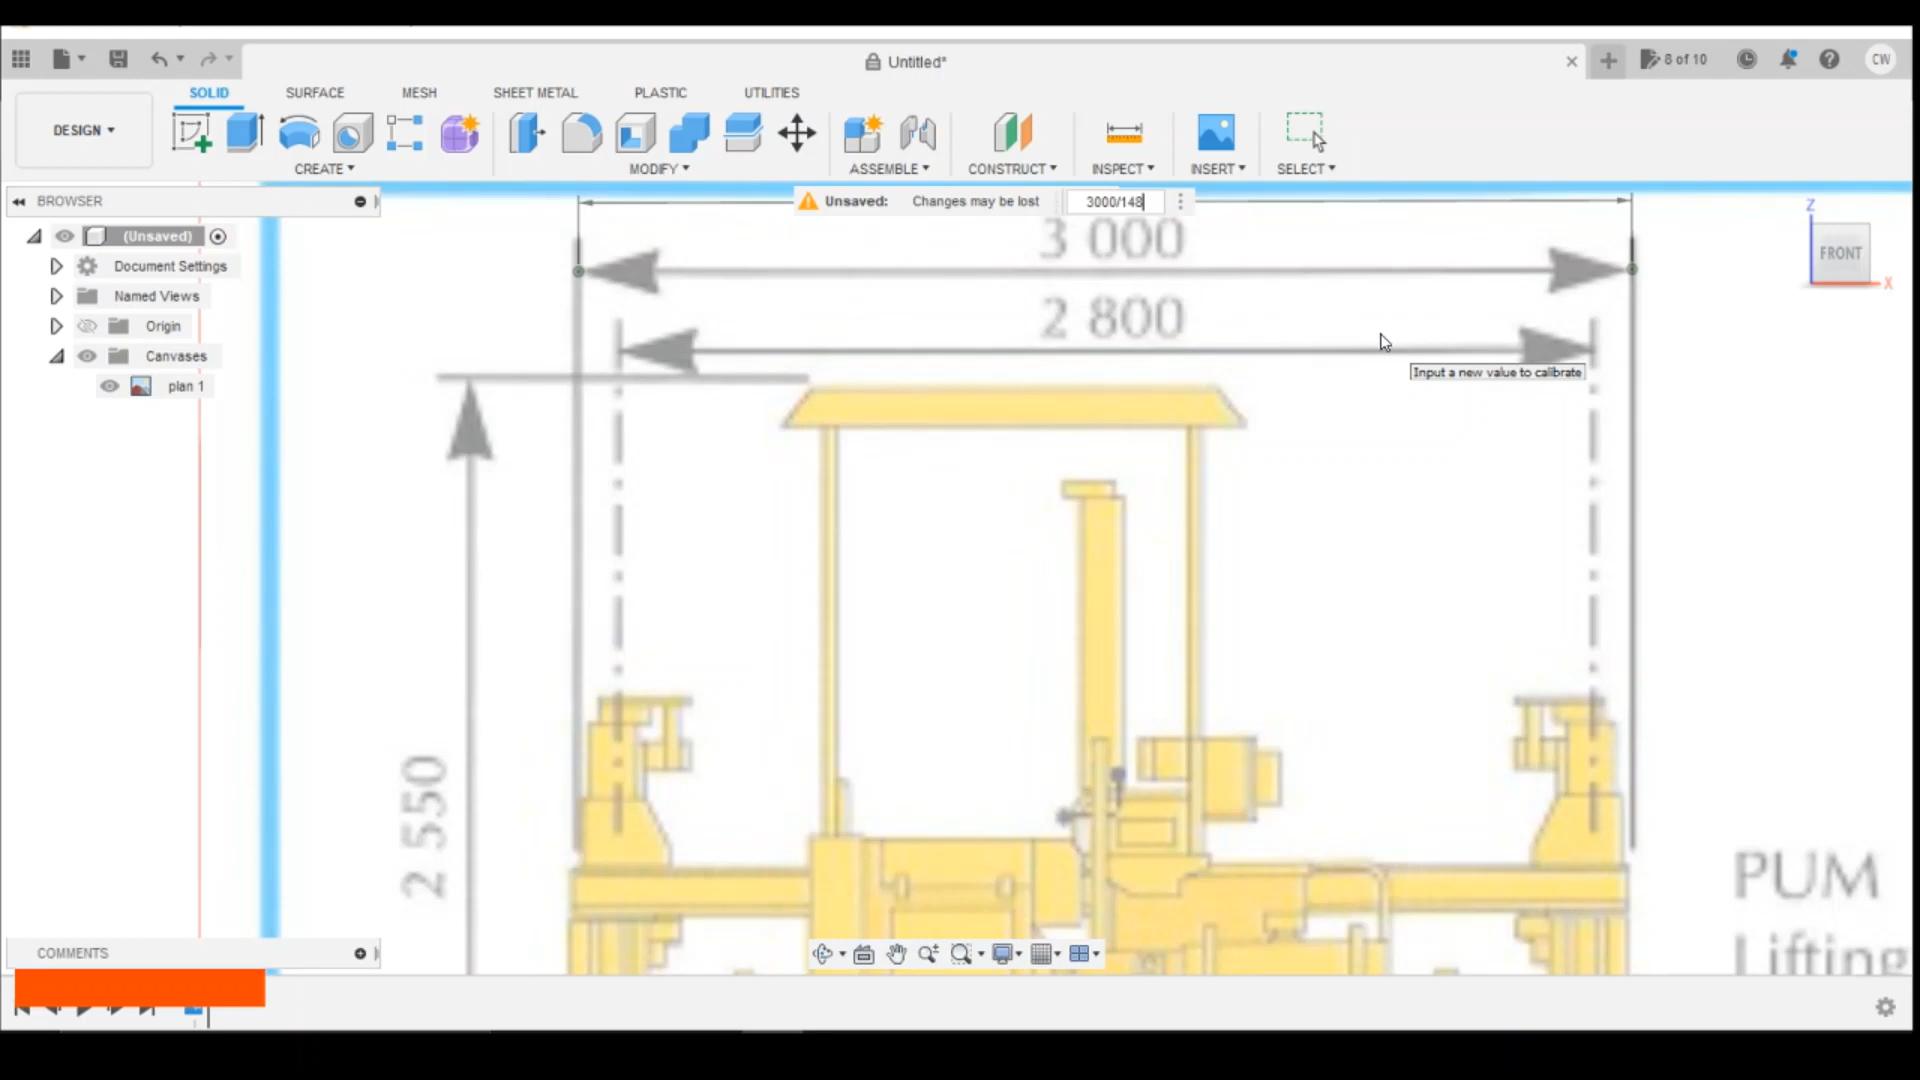 Untitled*
8 of 10
CW
DESIGN
SOLID
SURFACE
MESH
SHEET METAL
PLASTIC
UTILITIES
CREATE
MODIFY
ASSEMBLE
CONSTRUCT
INSPECT
INSERT
SELECT
BROWSER
Unsaved: Changes may be lost
3000/148
(Unsaved)
Document Settings
Named Views
Origin
Canvases
plan 1
Z
FRONT
X
3 000
2 800
Input a new value to calibrate
2 550
PUM
Lifting
COMMENTS